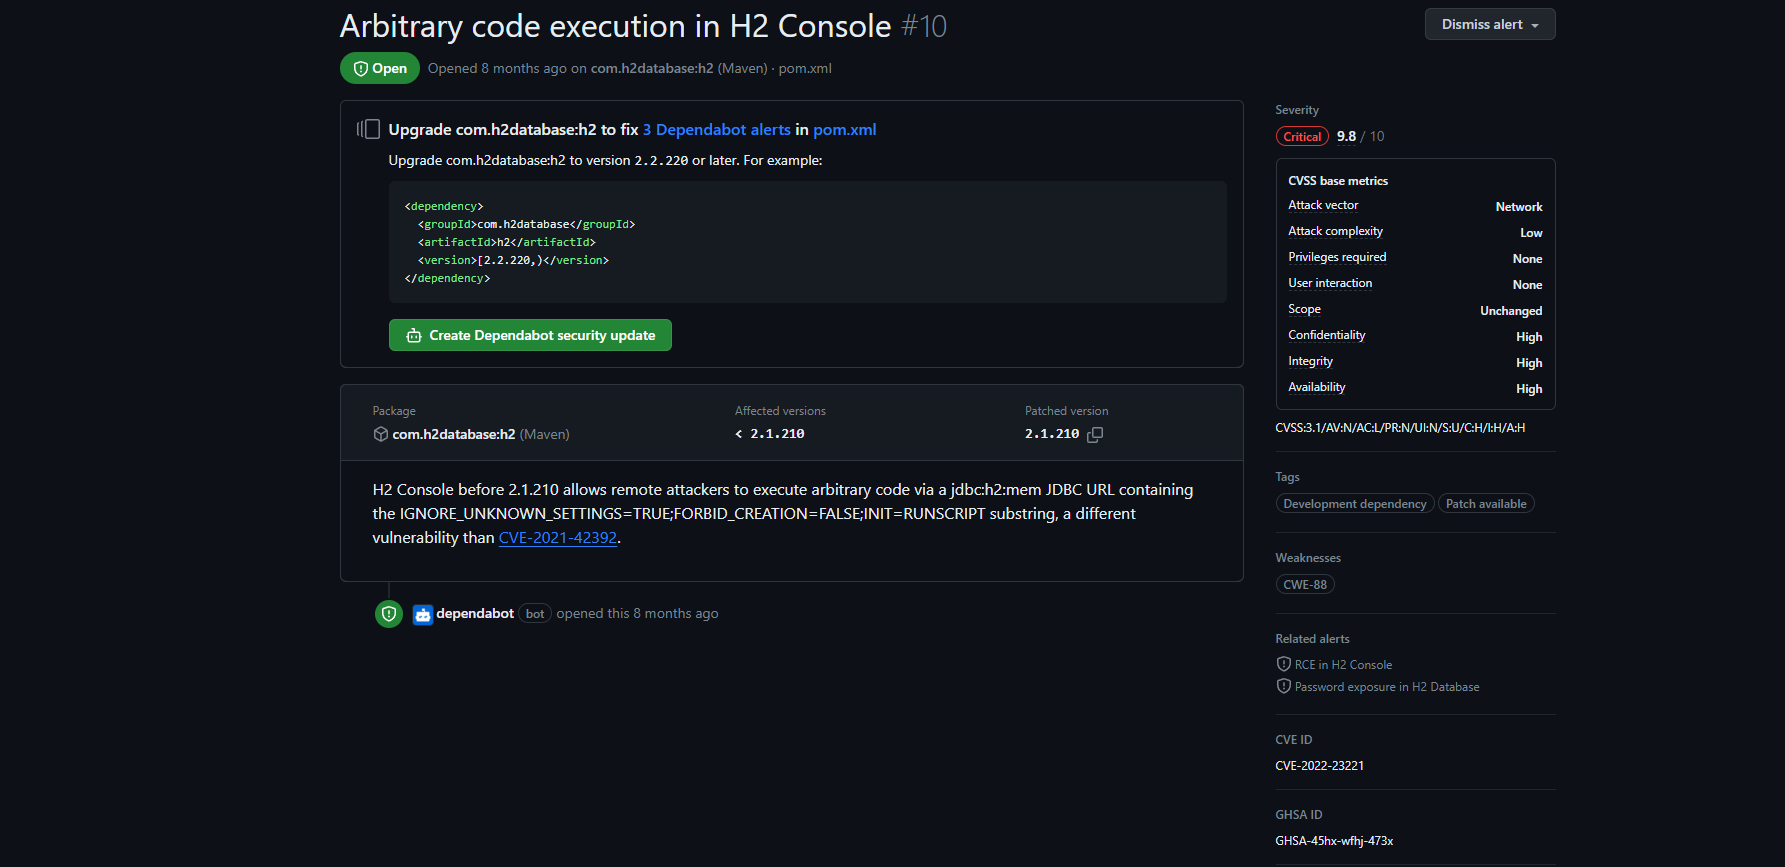 Arbitrary code execution in H2 Console #10
Dismiss alert
Open
Opened 8 months ago on com.h2database:h2 (Maven) · pom.xml
Upgrade com.h2database:h2 to fix 3 Dependabot alerts in pom.xml
Upgrade com.h2database:h2 to version 2.2.220 or later. For example:
<dependency>
  <groupId>com.h2database</groupId>
  <artifactId>h2</artifactId>
  <version>[2.2.220,)</version>
</dependency>
Create Dependabot security update
Package
Affected versions
Patched version
com.h2database:h2 (Maven)
< 2.1.210
2.1.210
H2 Console before 2.1.210 allows remote attackers to execute arbitrary code via a jdbc:h2:mem JDBC URL containing
the IGNORE_UNKNOWN_SETTINGS=TRUE;FORBID_CREATION=FALSE;INIT=RUNSCRIPT substring, a different
vulnerability than CVE-2021-42392.
dependabot bot opened this 8 months ago
Severity
Critical 9.8 / 10
CVSS base metrics
Attack vector Network
Attack complexity Low
Privileges required None
User interaction None
Scope Unchanged
Confidentiality High
Integrity High
Availability High
CVSS:3.1/AV:N/AC:L/PR:N/UI:N/S:U/C:H/I:H/A:H
Tags
Development dependency Patch available
Weaknesses
CWE-88
Related alerts
RCE in H2 Console
Password exposure in H2 Database
CVE ID
CVE-2022-23221
GHSA ID
GHSA-45hx-wfhj-473x